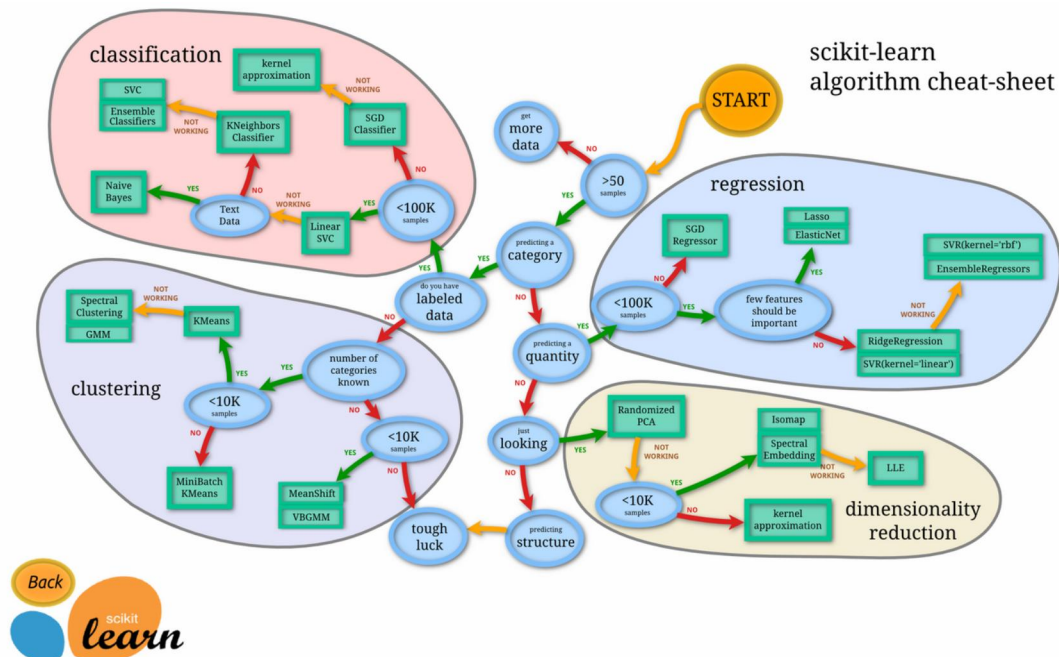 scikit-learn
algorithm cheat-sheet
START
classification
kernel
approximation
NOT
WORKING
SVC
Ensemble
Classifiers
NOT
WORKING
KNeighbors
Classifier
SGD
Classifier
NO
NO
Naive
Bayes
YES
Text
Data
NOT
WORKING
Linear
SVC
YES
<100K
samples
YES
get
more
data
NO
>50
samples
YES
predicting a
category
YES
NO
do you have
labeled
data
NO
predicting a
quantity
YES
NO
just
looking
YES
NO
predicting
structure
tough
luck
regression
SGD
Regressor
NO
<100K
samples
YES
Lasso
ElasticNet
YES
few features
should be
important
NO
SVR(kernel='rbf')
EnsembleRegressors
NOT
WORKING
RidgeRegression
SVR(kernel='linear')
clustering
Spectral
Clustering
GMM
NOT
WORKING
KMeans
YES
<10K
samples
YES
number of
categories
known
NO
NO
MiniBatch
KMeans
<10K
samples
YES
NO
MeanShift
VBGMM
Randomized
PCA
NOT
WORKING
<10K
samples
YES
NO
Isomap
Spectral
Embedding
NOT
WORKING
LLE
kernel
approximation
dimensionality
reduction
Back
scikit
learn